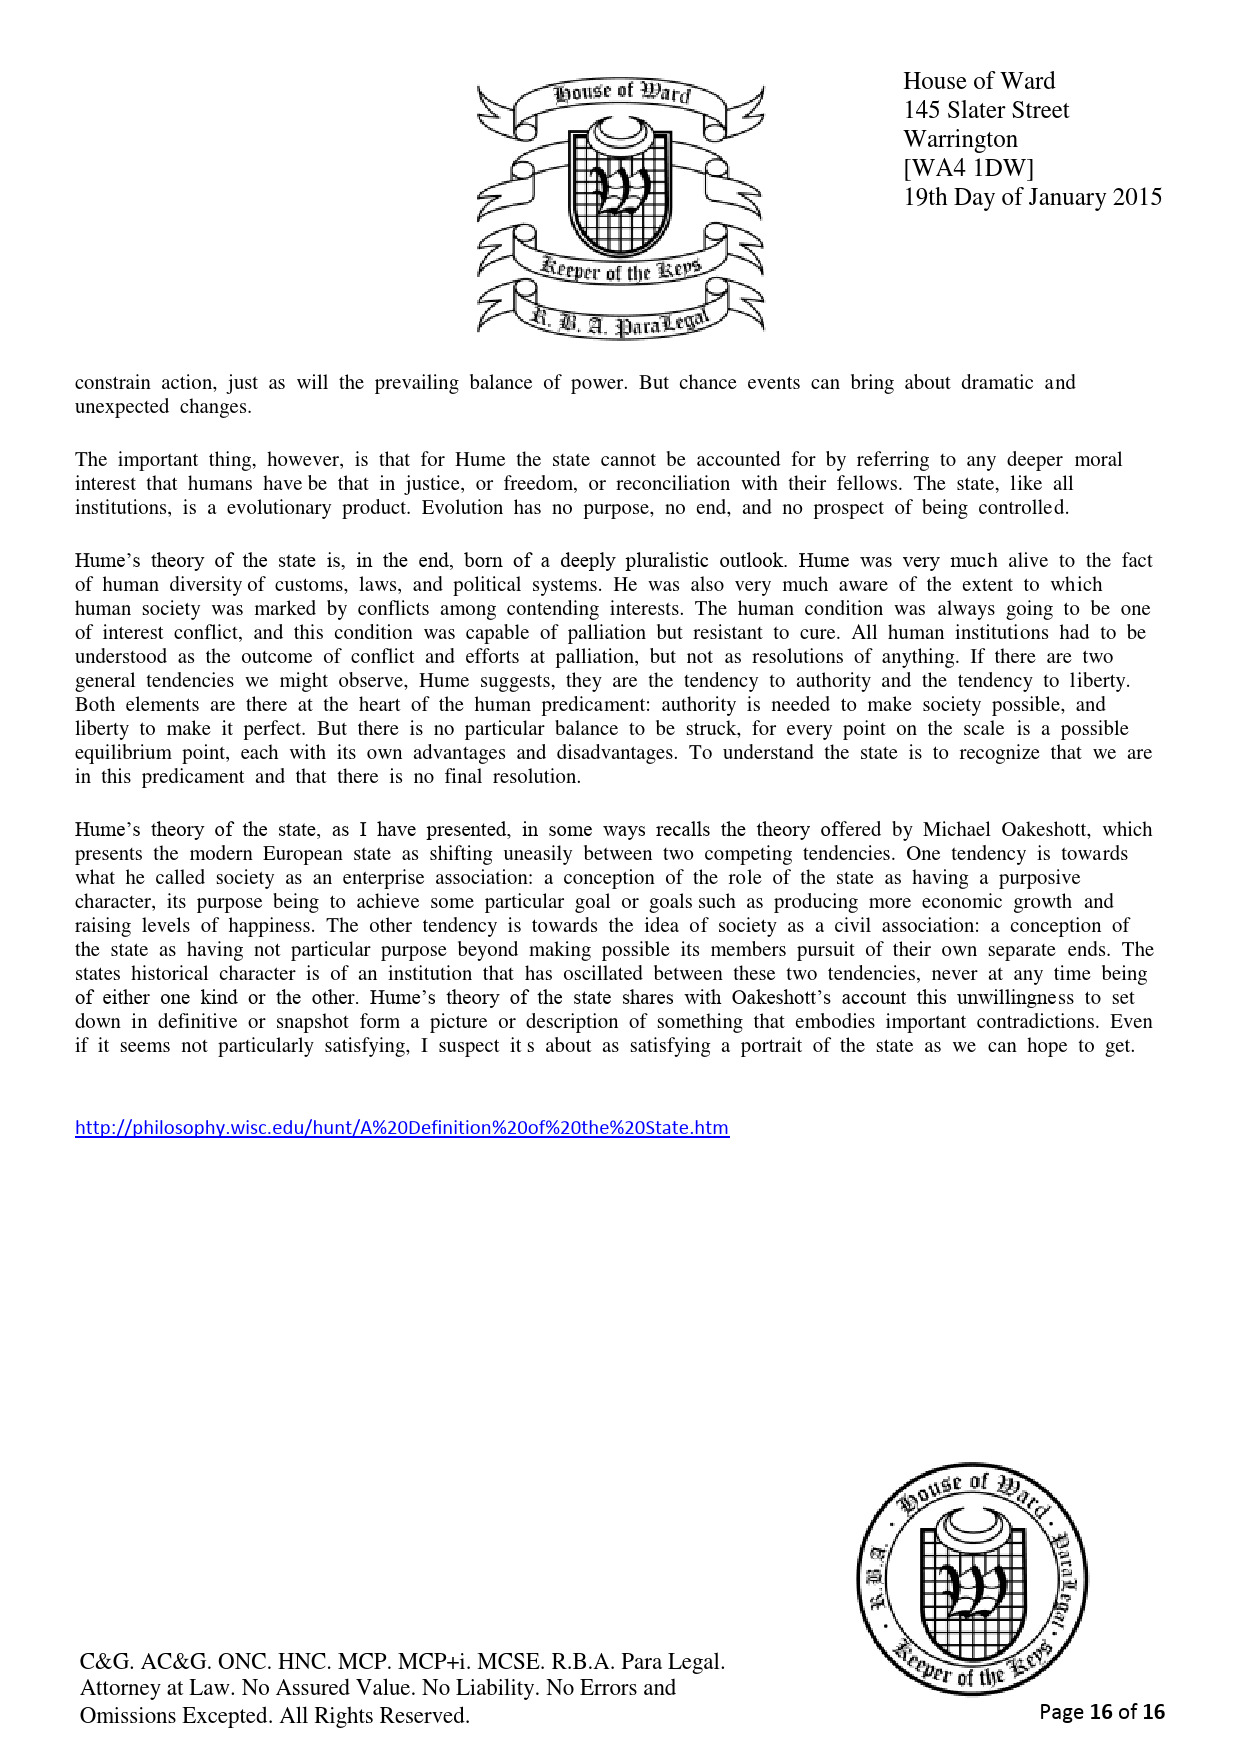 House of Ward
Keeper of the Keys
R. B. A. ParaLegal
House of Ward
145 Slater Street
Warrington
[WA4 1DW]
19th Day of January 2015
constrain action, just as will the prevailing balance of power. But chance events can bring about dramatic and
unexpected changes.
The important thing, however, is that for Hume the state cannot be accounted for by referring to any deeper moral
interest that humans have be that in justice, or freedom, or reconciliation with their fellows. The state, like all
institutions, is a evolutionary product. Evolution has no purpose, no end, and no prospect of being controlled.
Hume’s theory of the state is, in the end, born of a deeply pluralistic outlook. Hume was very much alive to the fact
of human diversity of customs, laws, and political systems. He was also very much aware of the extent to which
human society was marked by conflicts among contending interests. The human condition was always going to be one
of interest conflict, and this condition was capable of palliation but resistant to cure. All human institutions had to be
understood as the outcome of conflict and efforts at palliation, but not as resolutions of anything. If there are two
general tendencies we might observe, Hume suggests, they are the tendency to authority and the tendency to liberty.
Both elements are there at the heart of the human predicament: authority is needed to make society possible, and
liberty to make it perfect. But there is no particular balance to be struck, for every point on the scale is a possible
equilibrium point, each with its own advantages and disadvantages. To understand the state is to recognize that we are
in this predicament and that there is no final resolution.
Hume’s theory of the state, as I have presented, in some ways recalls the theory offered by Michael Oakeshott, which
presents the modern European state as shifting uneasily between two competing tendencies. One tendency is towards
what he called society as an enterprise association: a conception of the role of the state as having a purposive
character, its purpose being to achieve some particular goal or goals such as producing more economic growth and
raising levels of happiness. The other tendency is towards the idea of society as a civil association: a conception of
the state as having not particular purpose beyond making possible its members pursuit of their own separate ends. The
states historical character is of an institution that has oscillated between these two tendencies, never at any time being
of either one kind or the other. Hume’s theory of the state shares with Oakeshott’s account this unwillingness to set
down in definitive or snapshot form a picture or description of something that embodies important contradictions. Even
if it seems not particularly satisfying, I suspect it s about as satisfying a portrait of the state as we can hope to get.
http://philosophy.wisc.edu/hunt/A%20Definition%20of%20the%20State.htm
R.B.A. · House of Ward · ParaLegal ·
Keeper of the Keys
W
C&G. AC&G. ONC. HNC. MCP. MCP+i. MCSE. R.B.A. Para Legal.
Attorney at Law. No Assured Value. No Liability. No Errors and
Omissions Excepted. All Rights Reserved.
Page 16 of 16